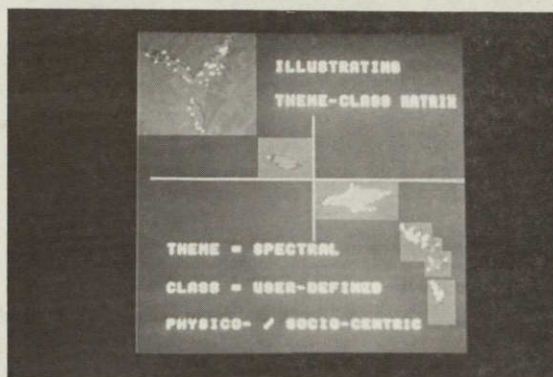 ILLUSTRATING
THEME-CLASS MATRIX
THEME = SPECTRAL
CLASS = USER-DEFINED
PHYSICO- / SOCIO-CENTRIC